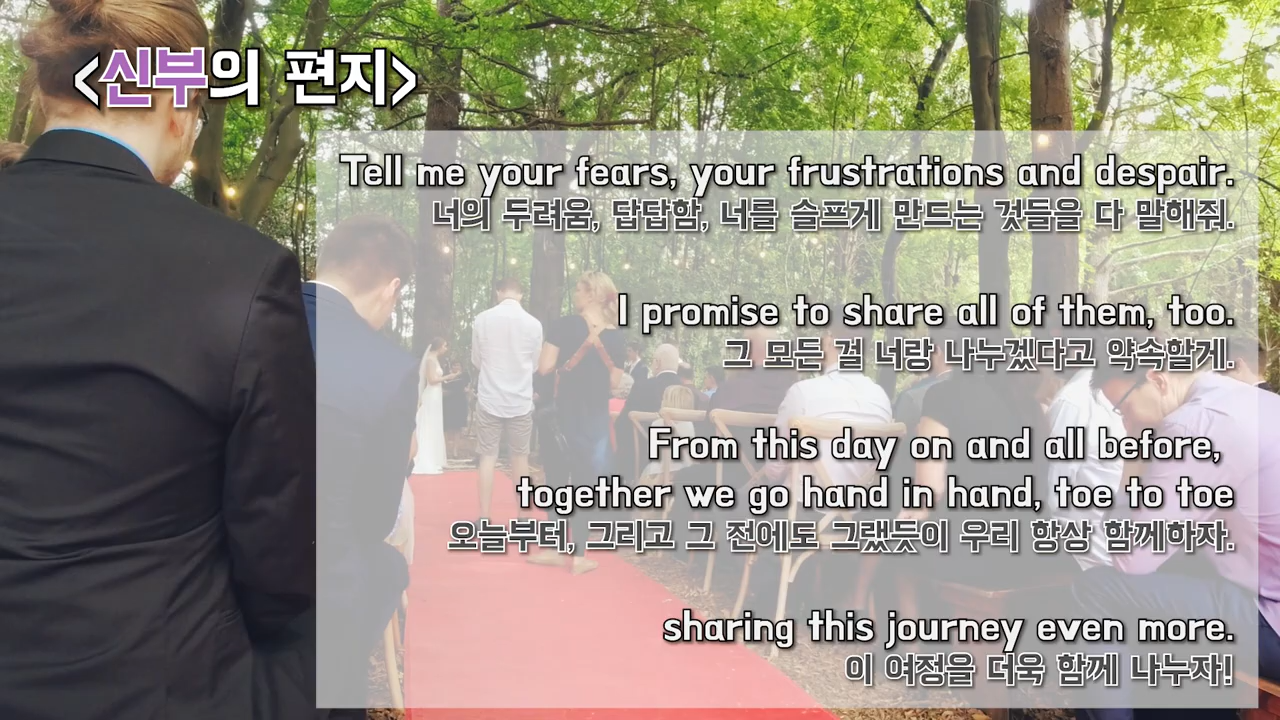 <신부의 편지>
Tell me your fears, your frustrations and despair.
너의 두려움, 답답함, 너를 슬프게 만드는 것들을 다 말해줘.
I promise to share all of them, too.
그 모든 걸 너랑 나누겠다고 약속할게.
From this day on and all before,
together we go hand in hand, toe to toe
오늘부터, 그리고 그 전에도 그랬듯이 우리 항상 함께하자.
sharing this journey even more.
이 여정을 더욱 함께 나누자!